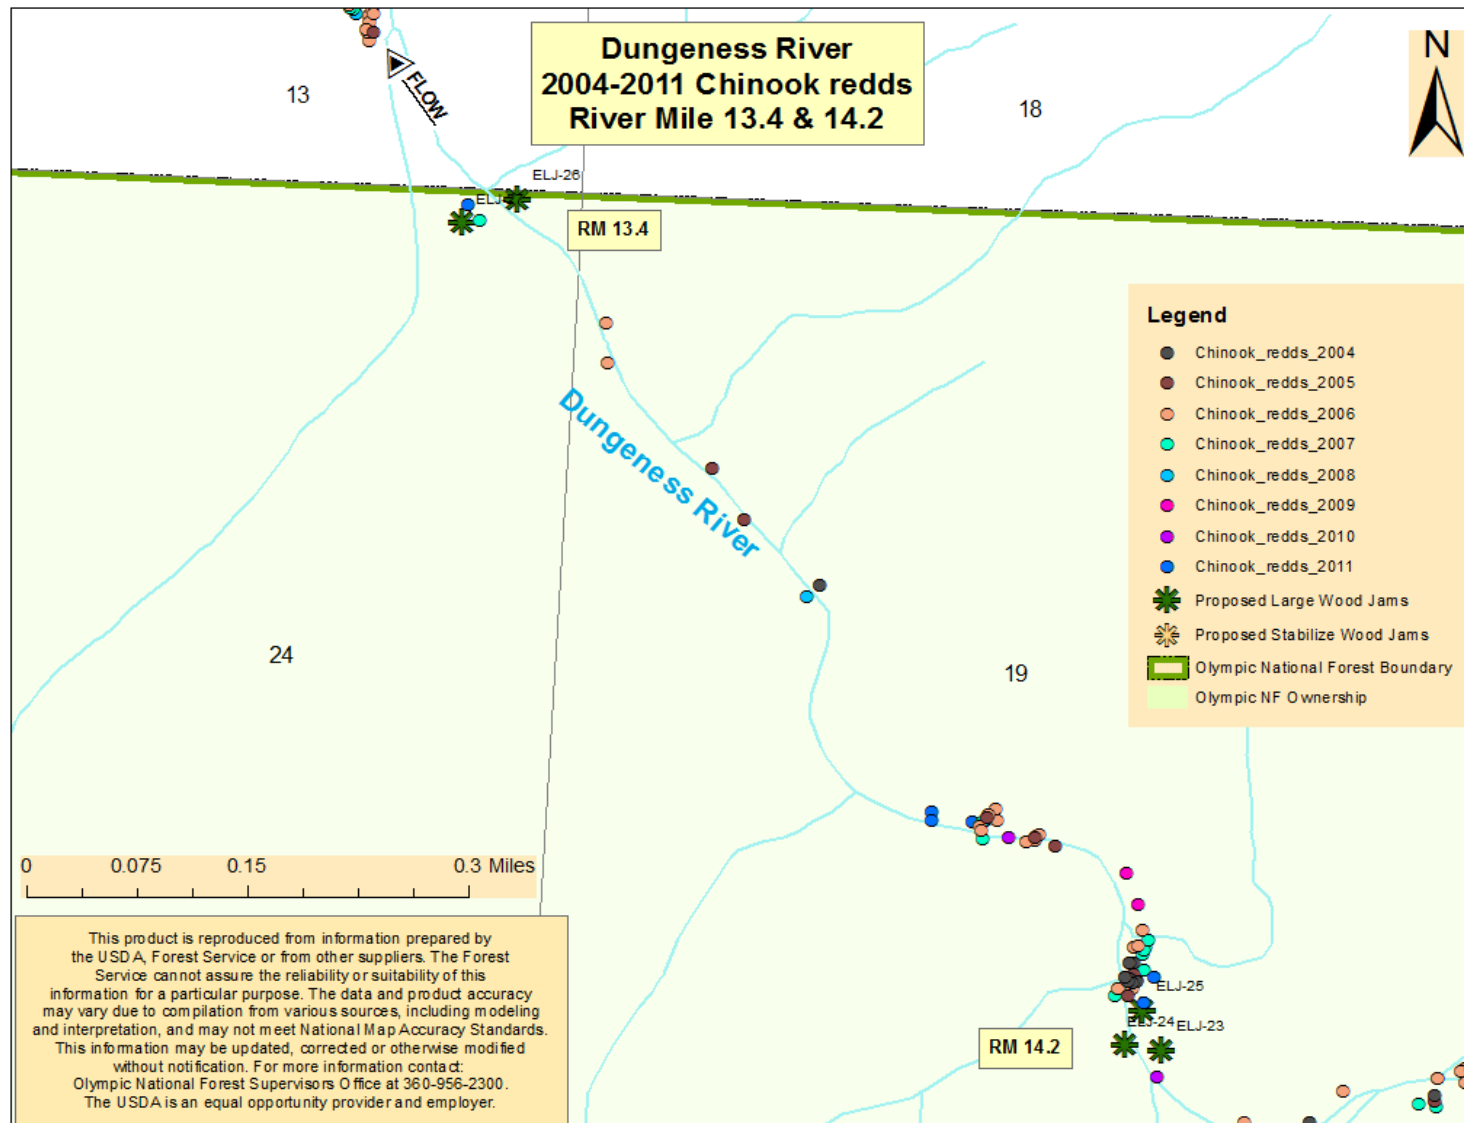 Dungeness River
2004-2011 Chinook redds
River Mile 13.4 & 14.2
N
FLOW
13
18
ELJ-26
RM 13.4
Legend
Chinook_redds_2004
Chinook_redds_2005
Chinook_redds_2006
Chinook_redds_2007
Chinook_redds_2008
Chinook_redds_2009
Chinook_redds_2010
Chinook_redds_2011
Proposed Large Wood Jams
Proposed Stabilize Wood Jams
Olympic National Forest Boundary
Olympic NF Ownership
Dungeness River
24
19
0 0.075 0.15 0.3 Miles
ELJ-25
ELJ-24 ELJ-23
RM 14.2
This product is reproduced from information prepared by
the USDA, Forest Service or from other suppliers. The Forest
Service cannot assure the reliability or suitability of this
information for a particular purpose. The data and product accuracy
may vary due to compilation from various sources, including modeling
and interpretation, and may not meet National Map Accuracy Standards.
This information may be updated, corrected or otherwise modified
without notification. For more information contact:
Olympic National Forest Supervisors Office at 360-956-2300.
The USDA is an equal opportunity provider and employer.